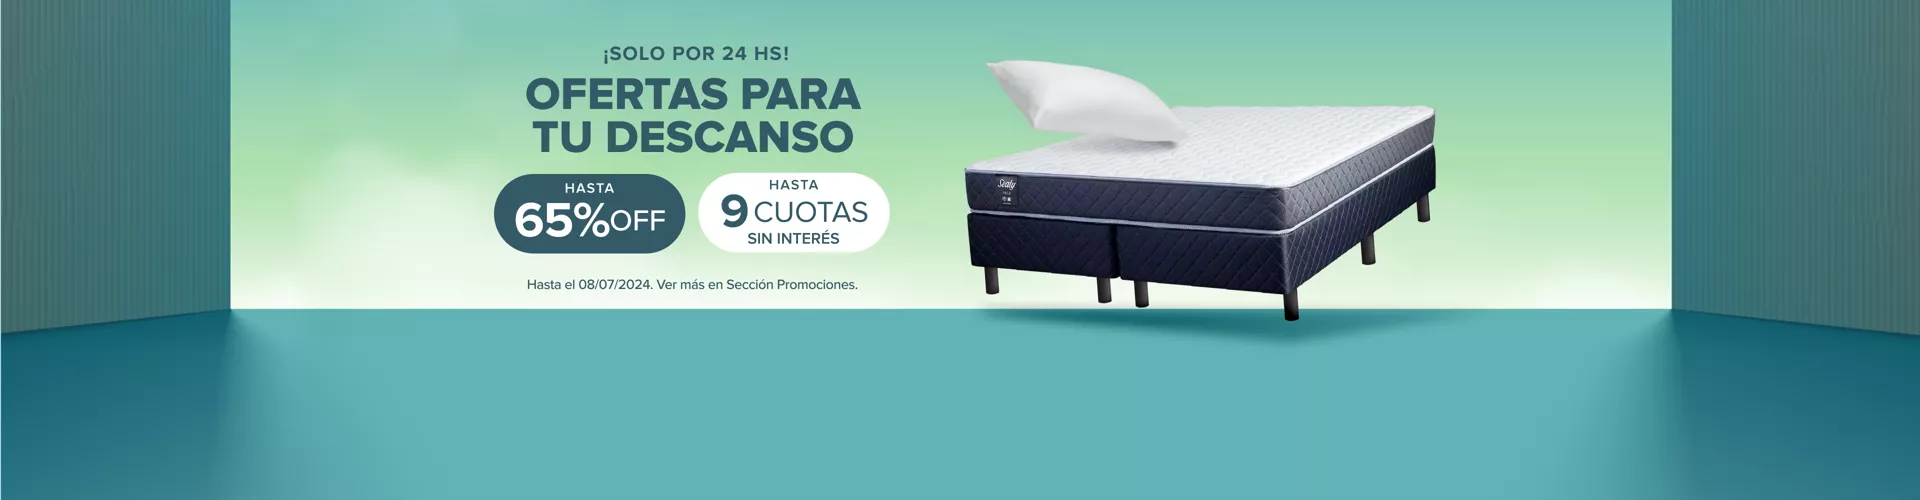 ¡SOLO POR 24 HS!
OFERTAS PARA
TU DESCANSO
HASTA
65%OFF
HASTA
9 CUOTAS
SIN INTERÉS
Hasta el 08/07/2024. Ver más en Sección Promociones.
Sealy